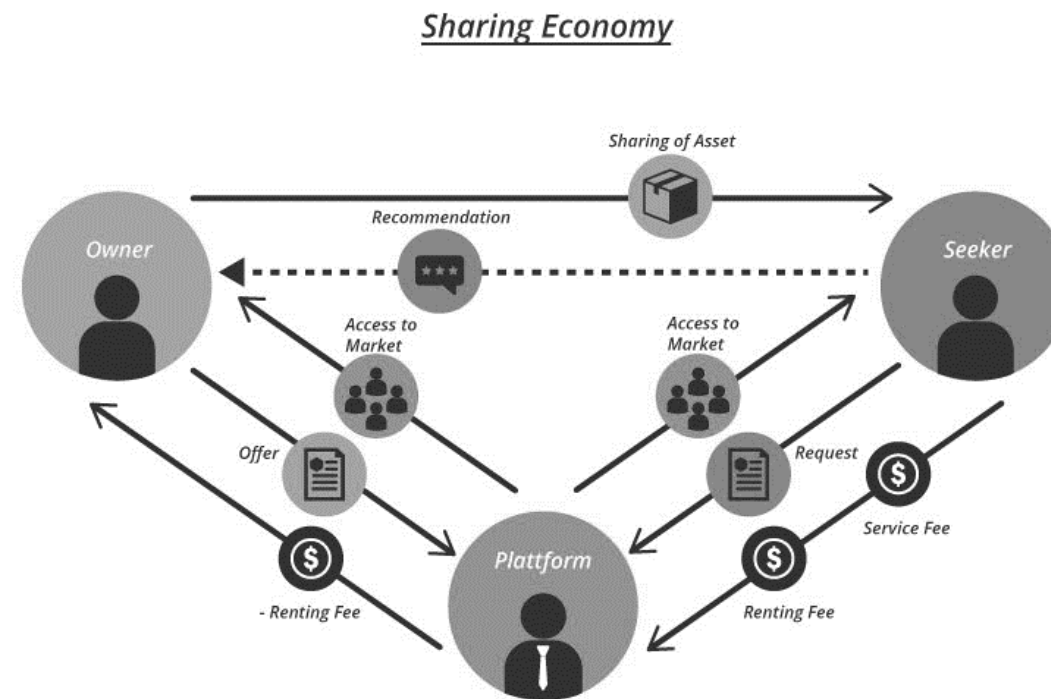 Sharing Economy
Sharing of Asset
Recommendation
Owner
Seeker
Access to
Market
Access to
Market
Offer
Request
$
Service Fee
Plattform
$
- Renting Fee
$
Renting Fee